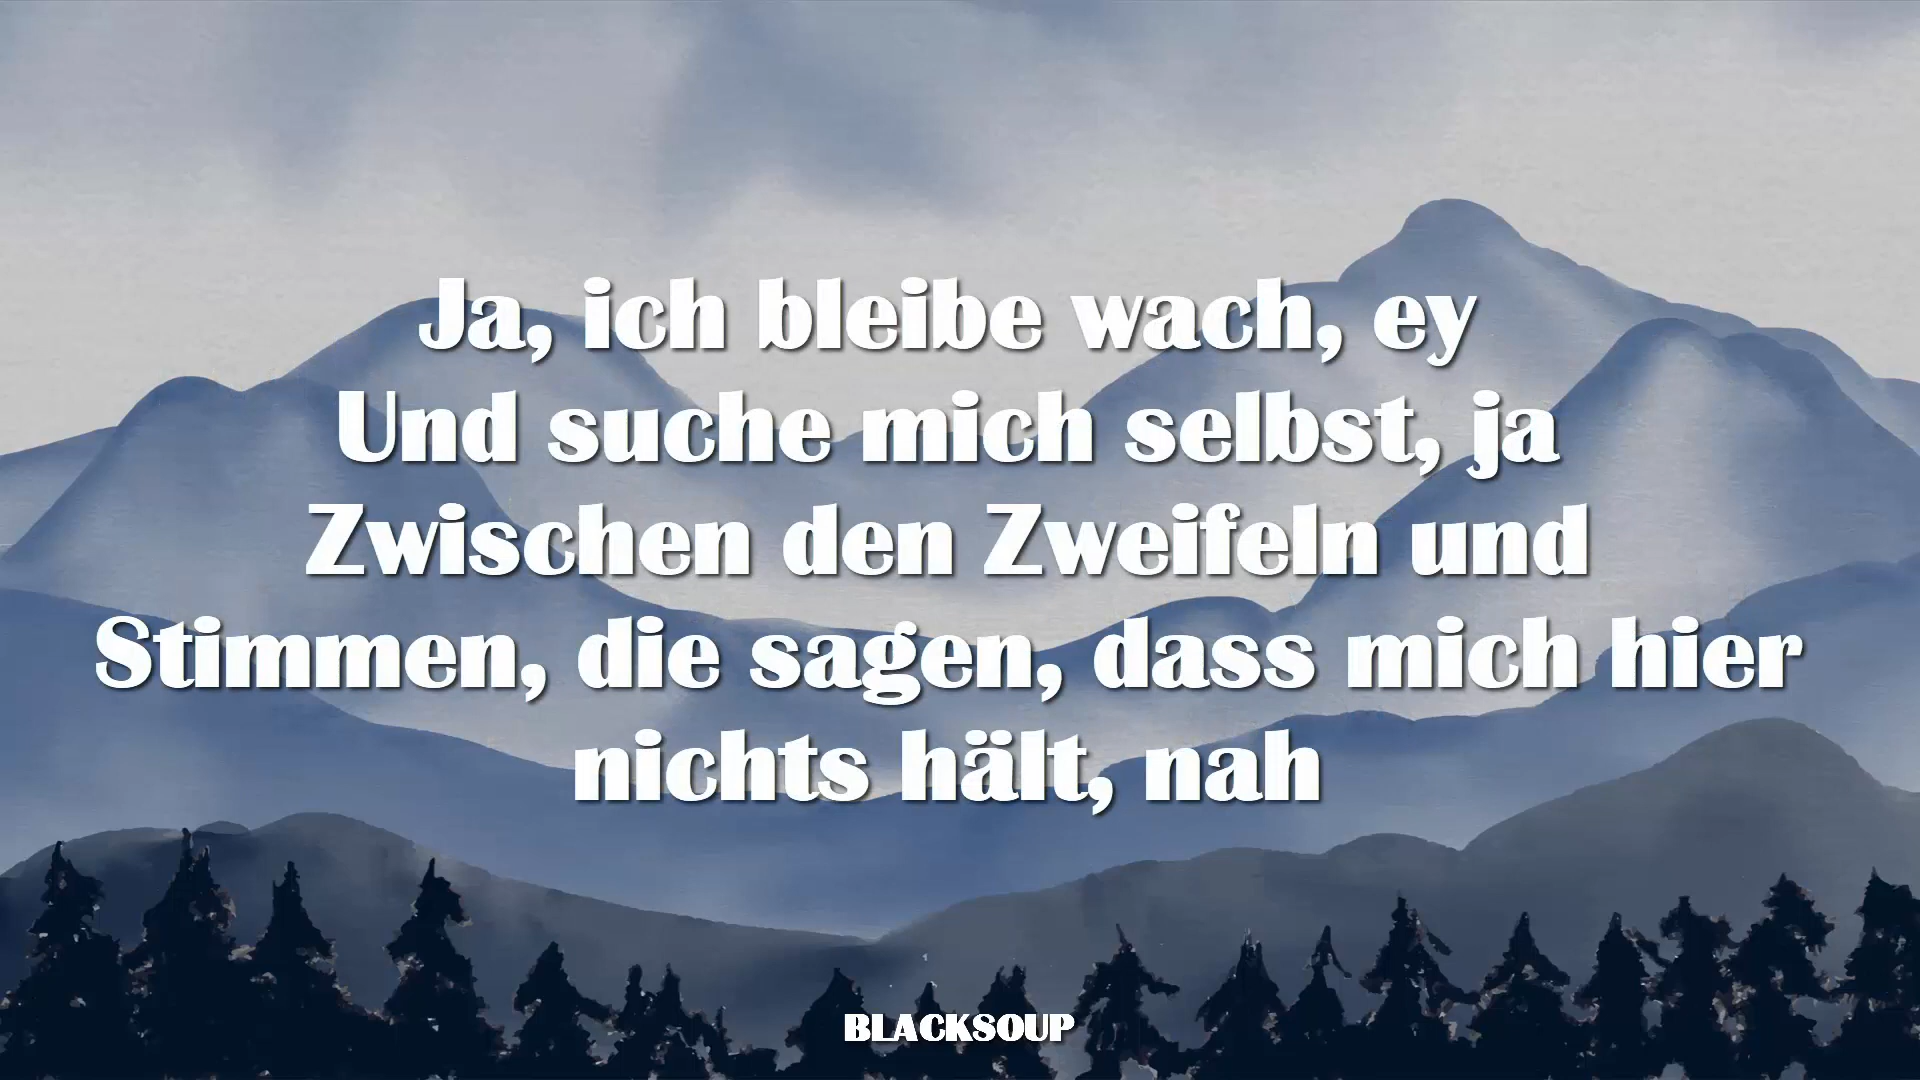 Ja, ich bleibe wach, ey
Und suche mich selbst, ja
Zwischen den Zweifeln und
Stimmen, die sagen, dass mich hier
nichts hält, nah
BLACKSOUP